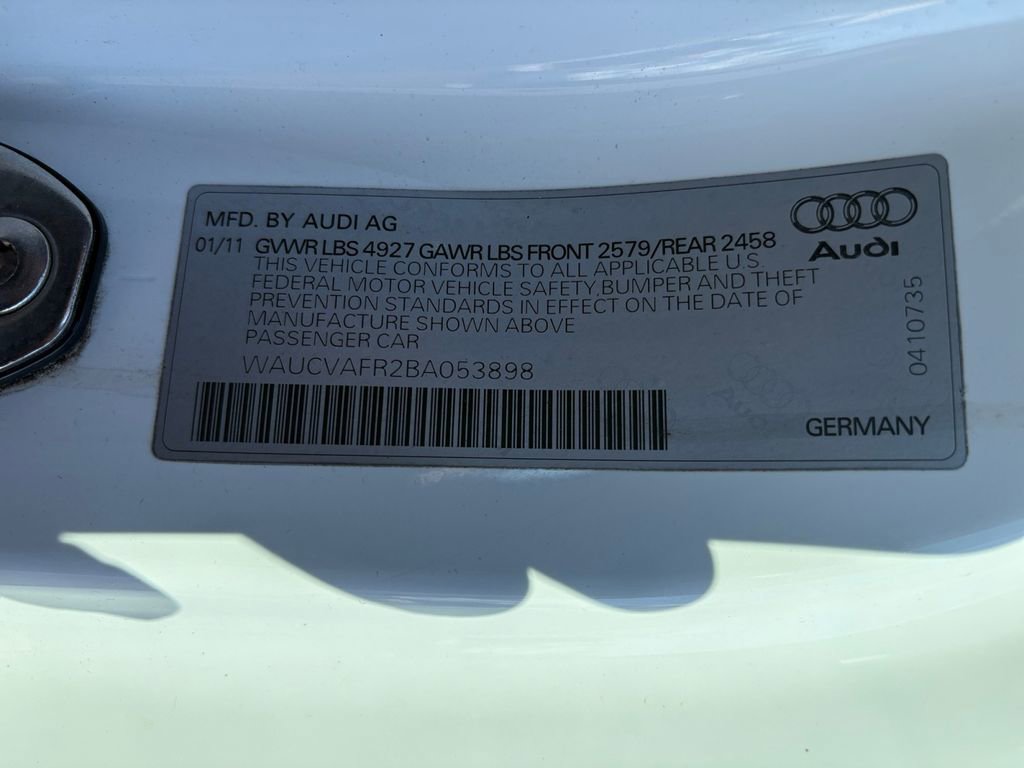 MFD. BY AUDI AG
01/11 GVWR LBS 4927 GAWR LBS FRONT 2579/REAR 2458
THIS VEHICLE CONFORMS TO ALL APPLICABLE U.S.
FEDERAL MOTOR VEHICLE SAFETY, BUMPER AND THEFT
PREVENTION STANDARDS IN EFFECT ON THE DATE OF
MANUFACTURE SHOWN ABOVE
PASSENGER CAR
WAUCVAFR2BA053898
Audi
0410735
GERMANY